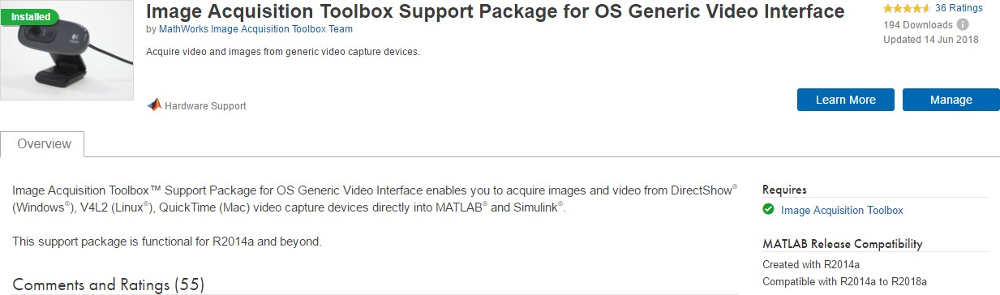 Installed
Image Acquisition Toolbox Support Package for OS Generic Video Interface
by MathWorks Image Acquisition Toolbox Team
Acquire video and images from generic video capture devices.
Hardware Support
36 Ratings
194 Downloads
Updated 14 Jun 2018
Learn More
Manage
Overview
Image Acquisition Toolbox™ Support Package for OS Generic Video Interface enables you to acquire images and video from DirectShow®
(Windows®), V4L2 (Linux®), QuickTime (Mac) video capture devices directly into MATLAB® and Simulink®.
This support package is functional for R2014a and beyond.
Comments and Ratings (55)
Requires
Image Acquisition Toolbox
MATLAB Release Compatibility
Created with R2014a
Compatible with R2014a to R2018a